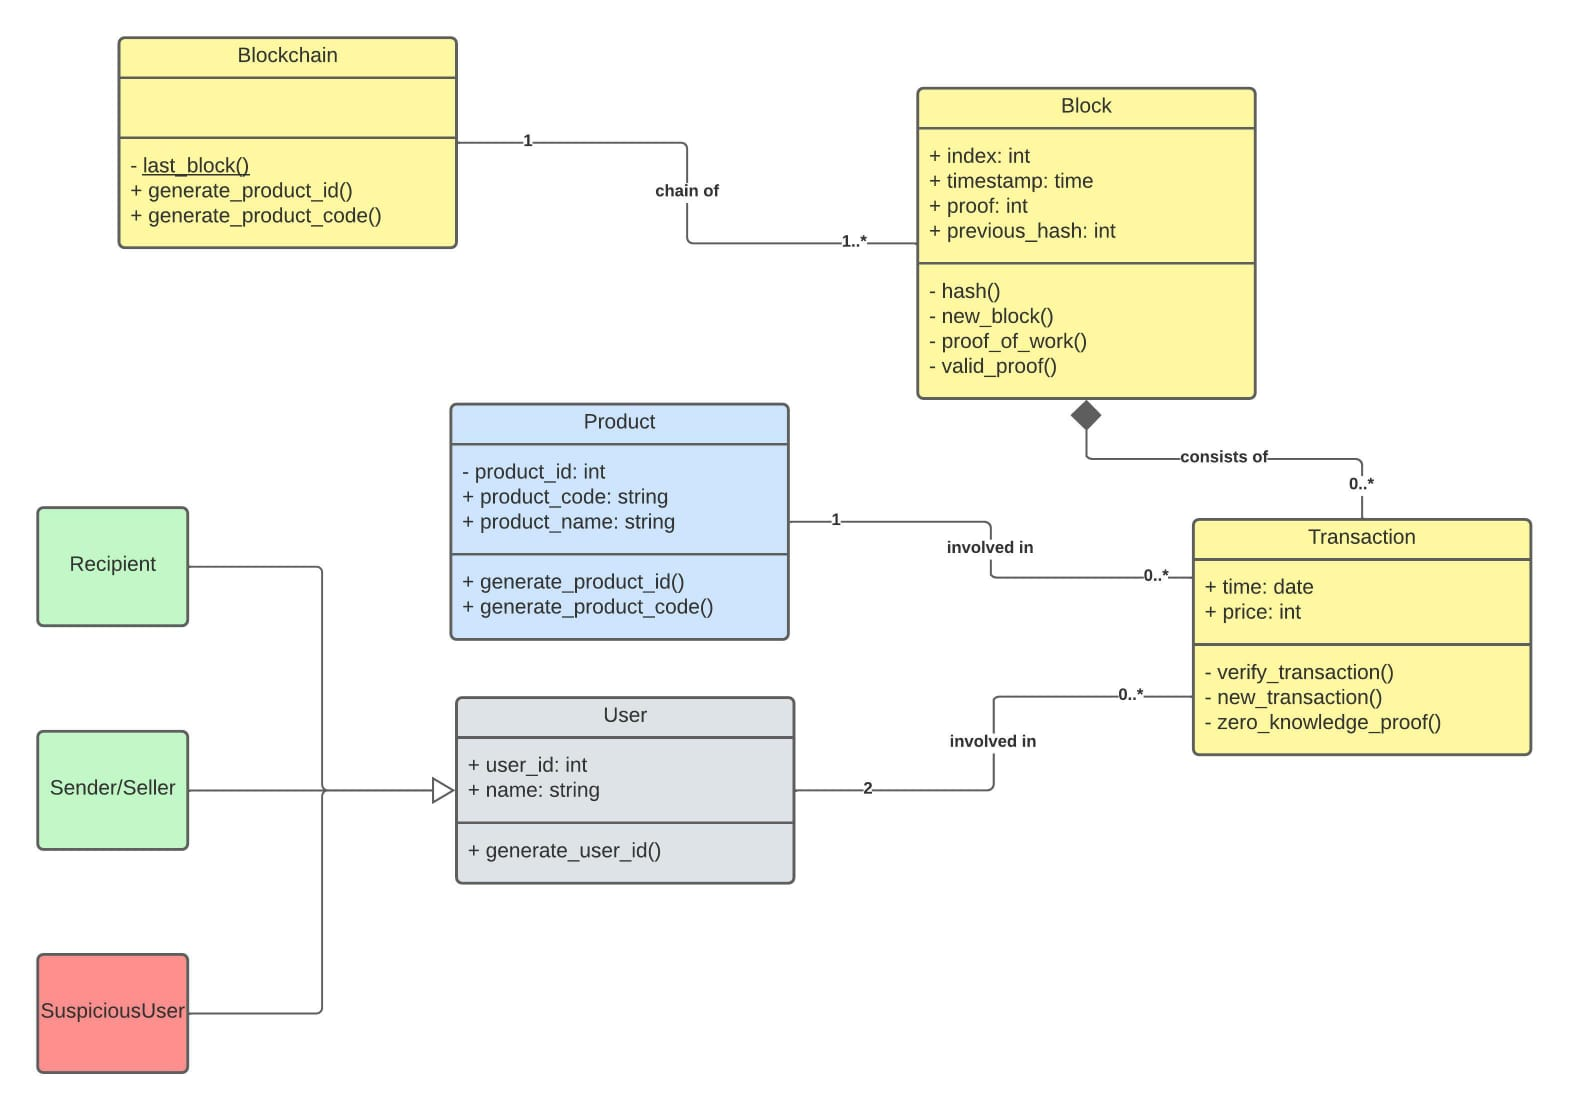 Blockchain
- last_block()
+ generate_product_id()
+ generate_product_code()
1
chain of
1..*
Block
+ index: int
+ timestamp: time
+ proof: int
+ previous_hash: int
- hash()
- new_block()
- proof_of_work()
- valid_proof()
consists of
0..*
Product
- product_id: int
+ product_code: string
+ product_name: string
+ generate_product_id()
+ generate_product_code()
1
involved in
0..*
Transaction
+ time: date
+ price: int
- verify_transaction()
- new_transaction()
- zero_knowledge_proof()
Recipient
Sender/Seller
SuspiciousUser
User
+ user_id: int
+ name: string
+ generate_user_id()
2
involved in
0..*